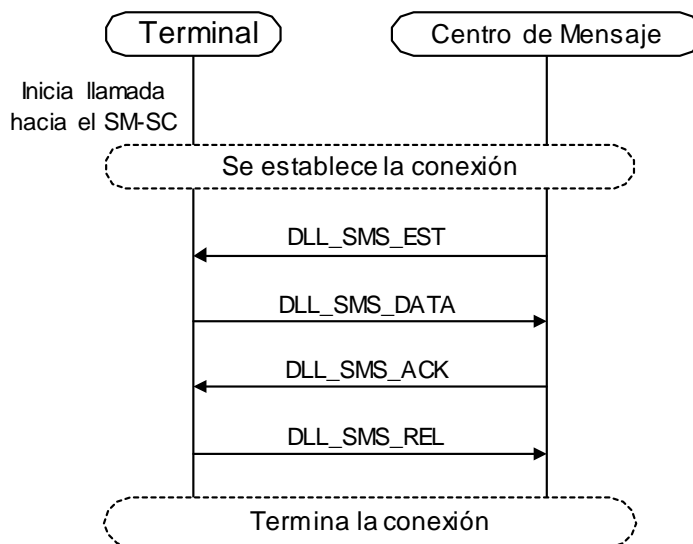 Terminal
Centro de Mensaje
Inicia llamada
hacia el SM-SC
Se establece la conexión
DLL_SMS_EST
DLL_SMS_DATA
DLL_SMS_ACK
DLL_SMS_REL
Termina la conexión